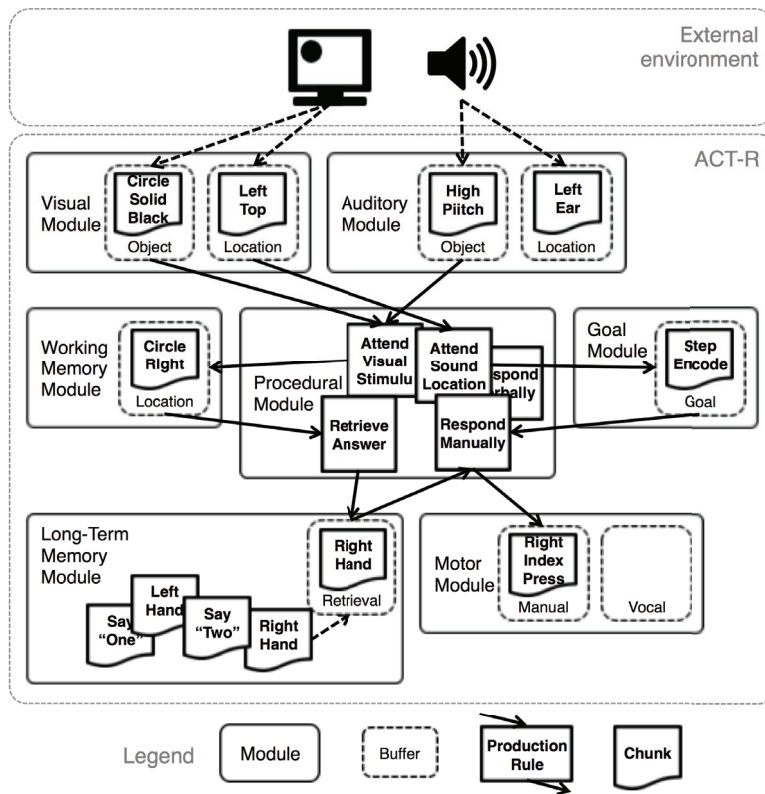 External
environment
ACT-R
Visual
Module
Circle
Solid
Black
Object
Left
Top
Location
Auditory
Module
High
Piitch
Object
Left
Ear
Location
Working
Memory
Module
Circle
Right
Location
Procedural
Module
Attend
Visual
Stimulu
Attend
Sound
Location
spond
rbally
Retrieve
Answer
Respond
Manually
Goal
Module
Step
Encode
Goal
Long-Term
Memory
Module
Right
Hand
Retrieval
Left
Hand
Say
"One"
Say
"Two"
Right
Hand
Motor
Module
Right
Index
Press
Manual
Vocal
Legend
Module
Buffer
Production
Rule
Chunk